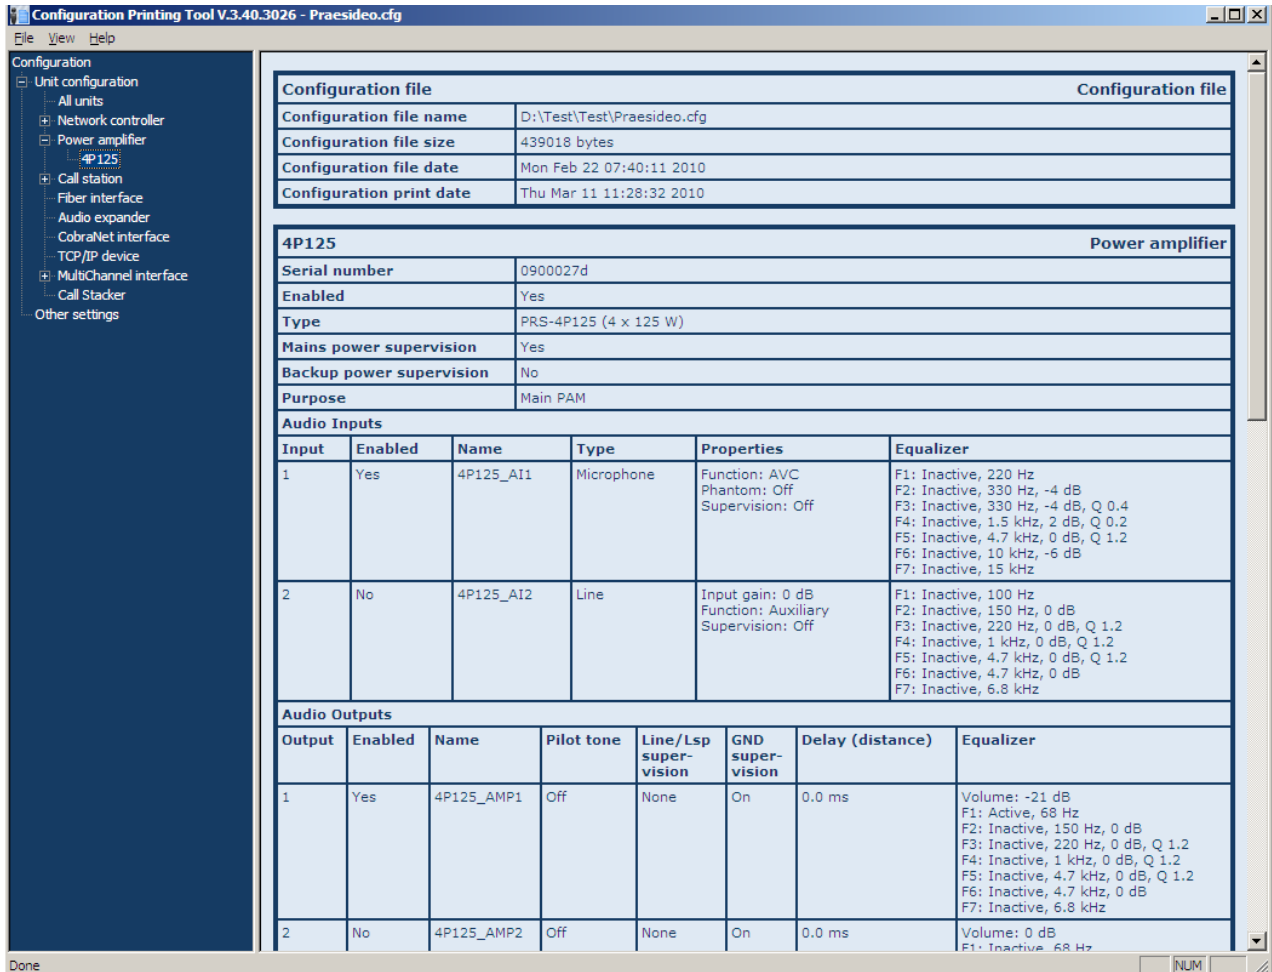 Configuration Printing Tool V.3.40.3026 - Praesideo.cfg
File View Help
Configuration
Unit configuration
All units
Network controller
Power amplifier
4P125
Call station
Fiber interface
Audio expander
CobraNet interface
TCP/IP device
MultiChannel interface
Call Stacker
Other settings
Configuration file Configuration file
Configuration file name D:\Test\Test\Praesideo.cfg
Configuration file size 439018 bytes
Configuration file date Mon Feb 22 07:40:11 2010
Configuration print date Thu Mar 11 11:28:32 2010
4P125 Power amplifier
Serial number 0900027d
Enabled Yes
Type PRS-4P125 (4 x 125 W)
Mains power supervision Yes
Backup power supervision No
Purpose Main PAM
Audio Inputs
Input Enabled Name Type Properties Equalizer
1 Yes 4P125_AI1 Microphone Function: AVC F1: Inactive, 220 Hz
Phantom: Off F2: Inactive, 330 Hz, -4 dB
Supervision: Off F3: Inactive, 330 Hz, -4 dB, Q 0.4
F4: Inactive, 1.5 kHz, 2 dB, Q 0.2
F5: Inactive, 4.7 kHz, 0 dB, Q 1.2
F6: Inactive, 10 kHz, -6 dB
F7: Inactive, 15 kHz
2 No 4P125_AI2 Line Input gain: 0 dB F1: Inactive, 100 Hz
Function: Auxiliary F2: Inactive, 150 Hz, 0 dB
Supervision: Off F3: Inactive, 220 Hz, 0 dB, Q 1.2
F4: Inactive, 1 kHz, 0 dB, Q 1.2
F5: Inactive, 4.7 kHz, 0 dB, Q 1.2
F6: Inactive, 4.7 kHz, 0 dB
F7: Inactive, 6.8 kHz
Audio Outputs
Output Enabled Name Pilot tone Line/Lsp GND Delay (distance) Equalizer
super- super-
vision vision
1 Yes 4P125_AMP1 Off None On 0.0 ms Volume: -21 dB
F1: Active, 68 Hz
F2: Inactive, 150 Hz, 0 dB
F3: Inactive, 220 Hz, 0 dB, Q 1.2
F4: Inactive, 1 kHz, 0 dB, Q 1.2
F5: Inactive, 4.7 kHz, 0 dB, Q 1.2
F6: Inactive, 4.7 kHz, 0 dB
F7: Inactive, 6.8 kHz
2 No 4P125_AMP2 Off None On 0.0 ms Volume: 0 dB
F1: Inactive, 68 Hz
Done NUM